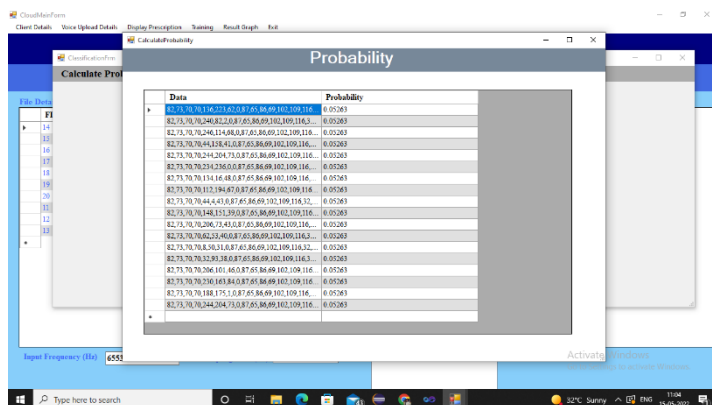 CloudMainForm
Client Details Voice Upload Details Display Prescription Training Result Graph Exit
CalculateProbability
ClassificationFrm
Probability
Calculate
File
Data Probability
82,73,70,70,136,223,62,0,87,65,86,69,102,109,116... 0.05263
82,73,70,70,240,82,2,0,87,65,86,69,102,109,116,3... 0.05263
82,73,70,70,246,114,68,0,87,65,86,69,102,109,116... 0.05263
82,73,70,70,44,158,41,0,87,65,86,69,102,109,116,... 0.05263
82,73,70,70,244,204,73,0,87,65,86,69,102,109,116... 0.05263
82,73,70,70,234,236,0,0,87,65,86,69,102,109,116,... 0.05263
82,73,70,70,134,16,48,0,87,65,86,69,102,109,116,... 0.05263
82,73,70,70,112,194,67,0,87,65,86,69,102,109,116... 0.05263
82,73,70,70,44,4,43,0,87,65,86,69,102,109,116,32,... 0.05263
82,73,70,70,148,151,39,0,87,65,86,69,102,109,116... 0.05263
82,73,70,70,206,73,43,0,87,65,86,69,102,109,116,... 0.05263
82,73,70,70,62,53,40,0,87,65,86,69,102,109,116,3... 0.05263
82,73,70,70,8,50,31,0,87,65,86,69,102,109,116,32,... 0.05263
82,73,70,70,32,93,38,0,87,65,86,69,102,109,116,3... 0.05263
82,73,70,70,206,101,46,0,87,65,86,69,102,109,116... 0.05263
82,73,70,70,230,163,84,0,87,65,86,69,102,109,116... 0.05263
82,73,70,70,188,175,1,0,87,65,86,69,102,109,116,... 0.05263
82,73,70,70,244,204,73,0,87,65,86,69,102,109,116... 0.05263
14
15
16
17
18
19
20
11
12
13
Input Frequency (Hz)
Activate Windows
Type here to search
32°C Sunny ENG 11:04
15-05-2022